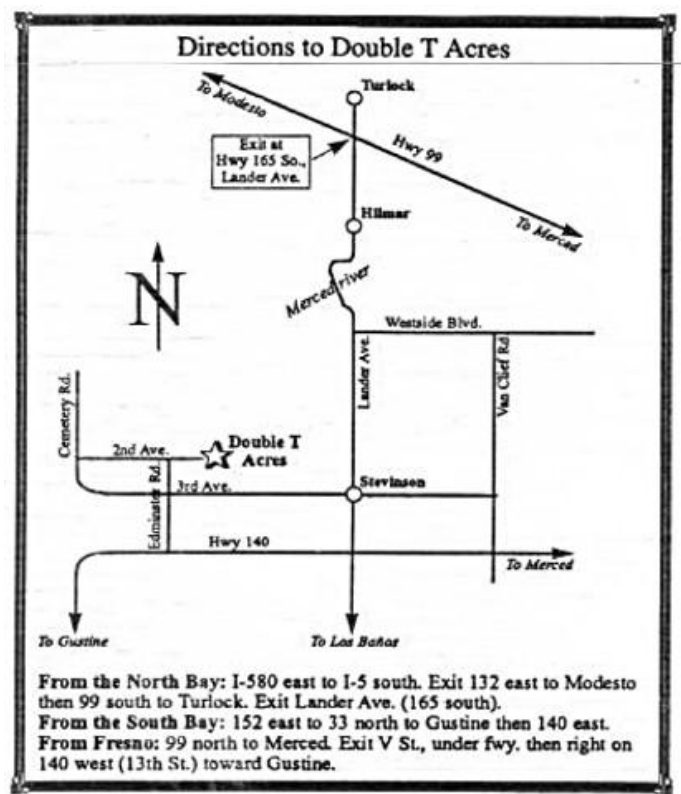 Directions to Double T Acres
Turlock
To Modesto
Hwy 99
Exit at
Hwy 165 So.,
Lander Ave.
To Merced
Hilmar
N
Merced river
Westside Blvd.
Lander Ave.
Van Clief Rd.
Cemetery Rd.
2nd Ave.
Double T
Acres
3rd Ave.
Stevinson
Edminster Rd.
Hwy 140
To Merced
To Gustine
To Los Baños
From the North Bay: I-580 east to I-5 south. Exit 132 east to Modesto
then 99 south to Turlock. Exit Lander Ave. (165 south).
From the South Bay: 152 east to 33 north to Gustine then 140 east.
From Fresno: 99 north to Merced. Exit V St., under fwy. then right on
140 west (13th St.) toward Gustine.